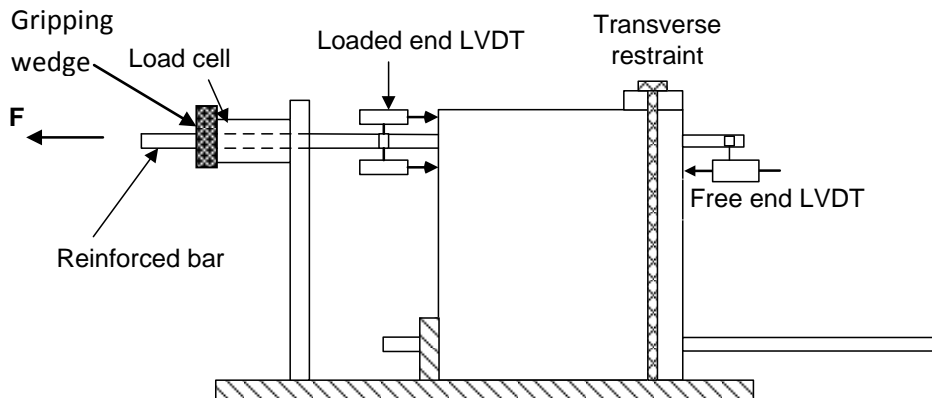 Gripping
wedge
Load cell
Loaded end LVDT
Transverse
restraint
F
Free end LVDT
Reinforced bar